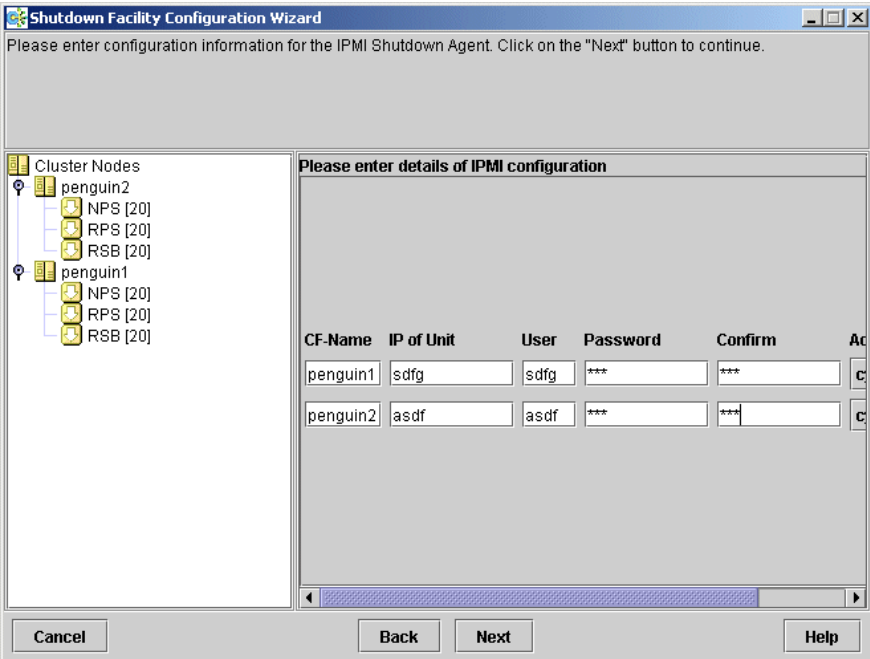 Shutdown Facility Configuration Wizard
Please enter configuration information for the IPMI Shutdown Agent. Click on the "Next" button to continue.
Cluster Nodes
penguin2
NPS [20]
RPS [20]
RSB [20]
penguin1
NPS [20]
RPS [20]
RSB [20]
Please enter details of IPMI configuration
CF-Name IP of Unit User Password Confirm
penguin1 sdfg sdfg *** ***
penguin2 asdf asdf *** ***
Cancel Back Next Help